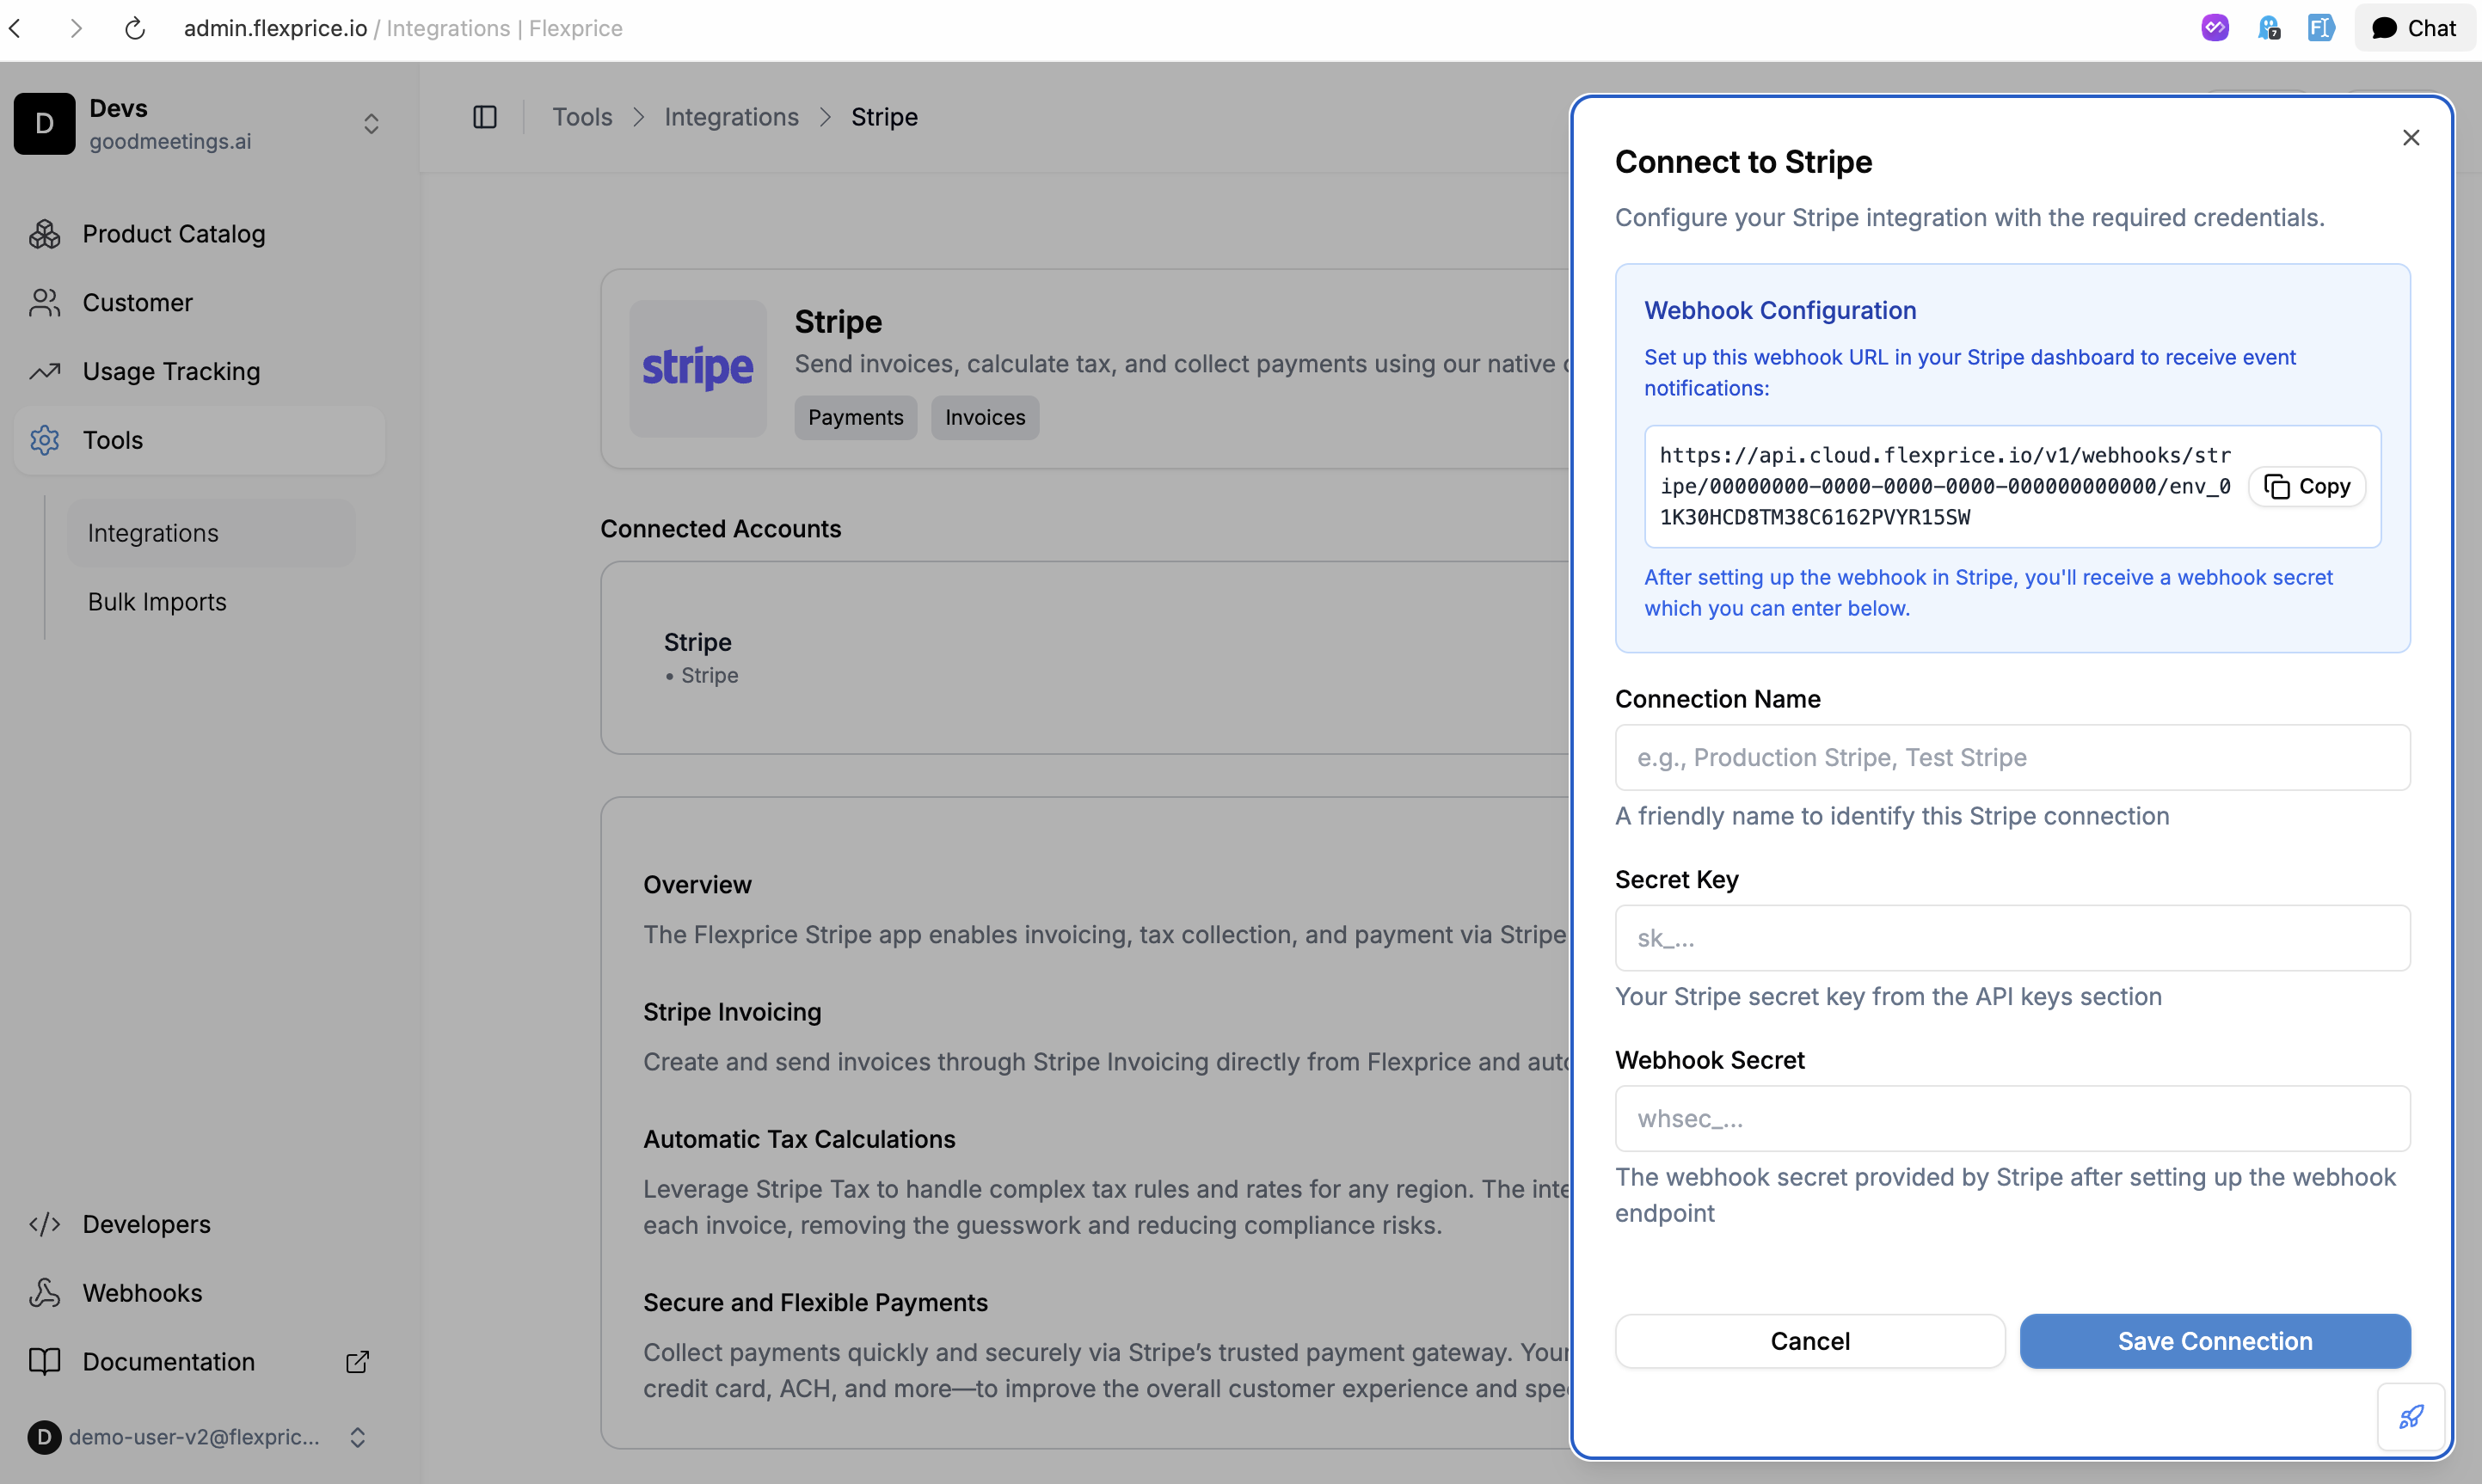 admin.flexprice.io / Integrations | Flexprice
7
Chat
D
Devs
goodmeetings.ai
Product Catalog
Customer
Usage Tracking
Tools
Integrations
Bulk Imports
Developers
Webhooks
Documentation
D
demo-user-v2@flexpric...
Tools > Integrations > Stripe
stripe
Stripe
Send invoices, calculate tax, and collect payments using our native
Payments
Invoices
Connected Accounts
Stripe
• Stripe
Overview
The Flexprice Stripe app enables invoicing, tax collection, and payment via Stripe
Stripe Invoicing
Create and send invoices through Stripe Invoicing directly from Flexprice and
Automatic Tax Calculations
Leverage Stripe Tax to handle complex tax rules and rates for any region. The
each invoice, removing the guesswork and reducing compliance risks.
Secure and Flexible Payments
Collect payments quickly and securely via Stripe’s trusted payment gateway.
credit card, ACH, and more—to improve the overall customer experience and
Connect to Stripe
Configure your Stripe integration with the required credentials.
Webhook Configuration
Set up this webhook URL in your Stripe dashboard to receive event
notifications:
https://api.cloud.flexprice.io/v1/webhooks/str
ipe/00000000-0000-0000-0000-000000000000/env_0
1K30HCD8TM38C6162PVYR15SW
Copy
After setting up the webhook in Stripe, you'll receive a webhook secret
which you can enter below.
Connection Name
e.g., Production Stripe, Test Stripe
A friendly name to identify this Stripe connection
Secret Key
sk_...
Your Stripe secret key from the API keys section
Webhook Secret
whsec_...
The webhook secret provided by Stripe after setting up the webhook
endpoint
Cancel
Save Connection